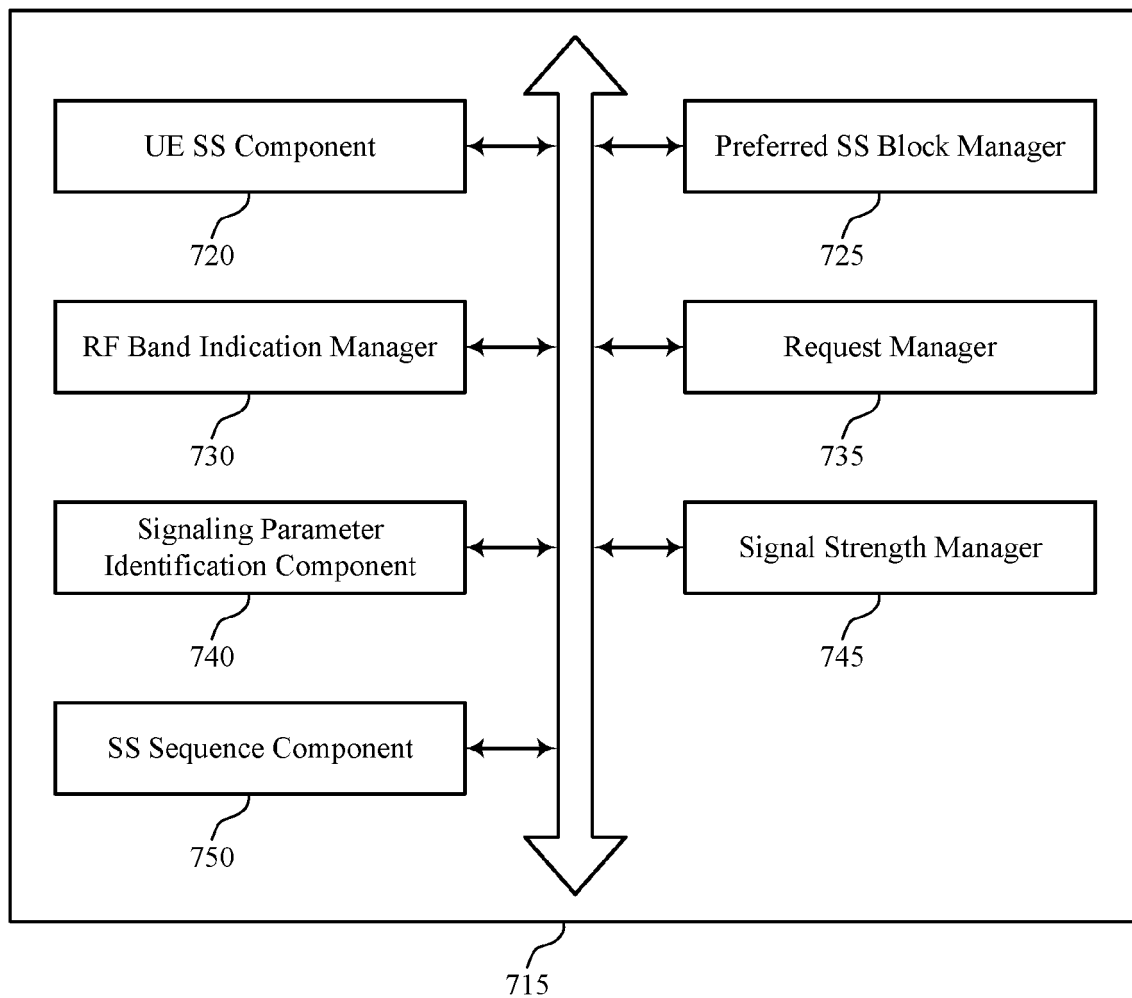 UE SS Component
720
Preferred SS Block Manager
725
RF Band Indication Manager
730
Request Manager
735
Signaling Parameter
Identification Component
740
Signal Strength Manager
745
SS Sequence Component
750
715